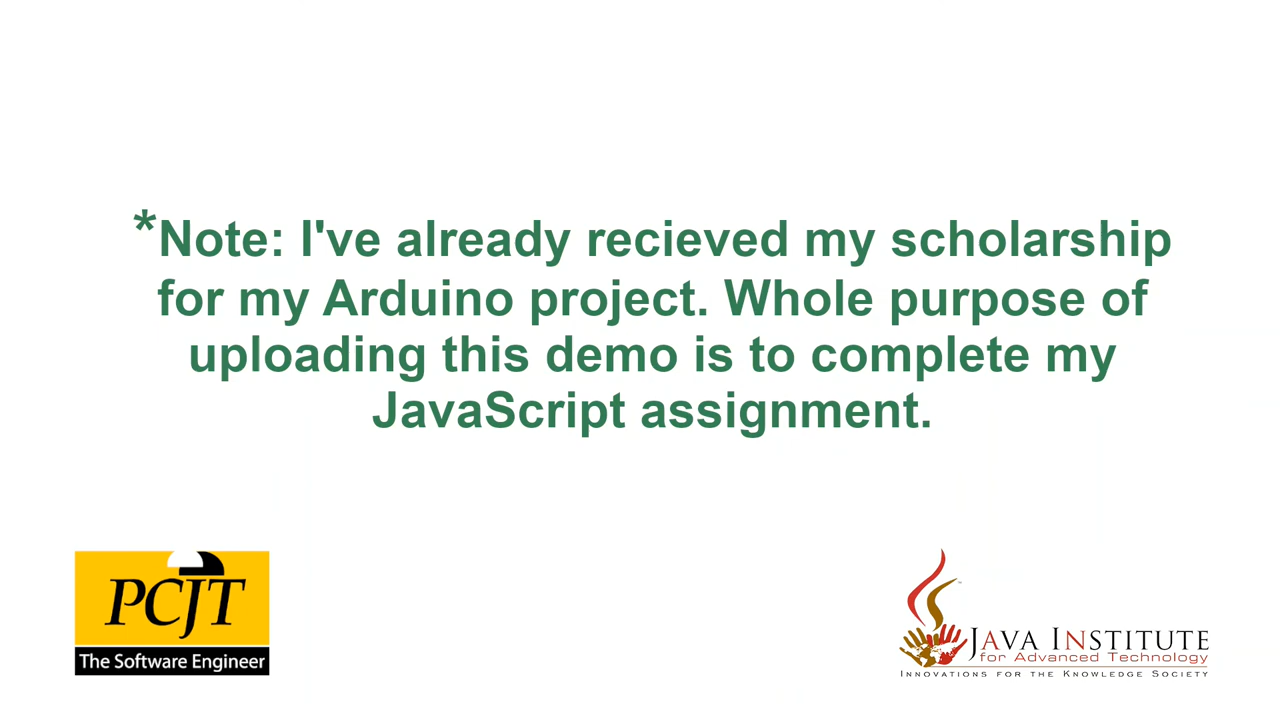 *Note: I've already recieved my scholarship
for my Arduino project. Whole purpose of
uploading this demo is to complete my
JavaScript assignment.
PCJT
The Software Engineer
JAVA INSTITUTE
for Advanced Technology
INNOVATIONS FOR THE KNOWLEDGE SOCIETY